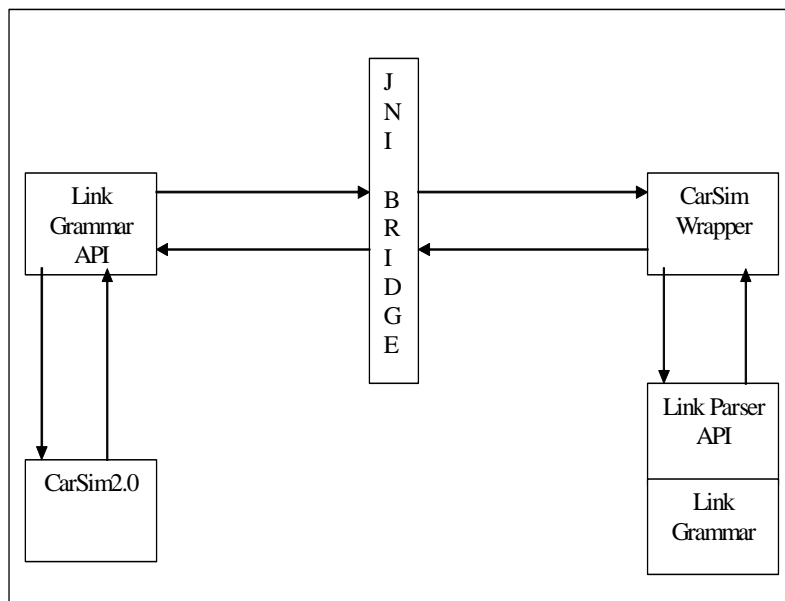 J
N
I
B
R
I
D
G
E
Link
Grammar
API
CarSim
Wrapper
Link Parser
API
CarSim2.0
Link
Grammar